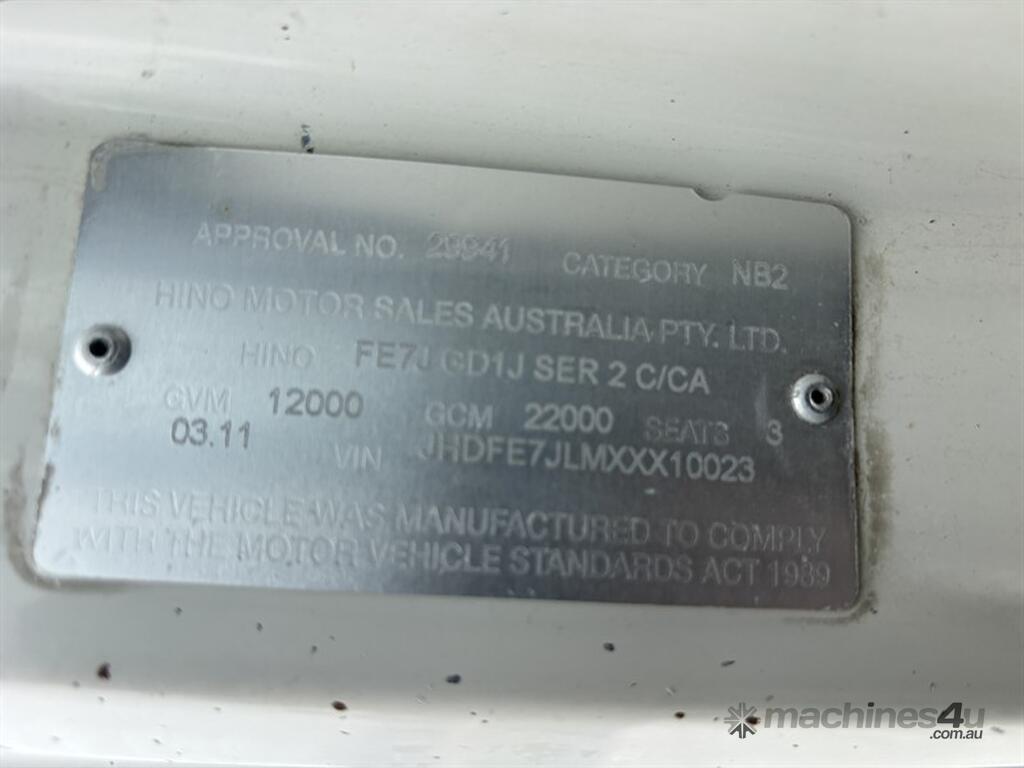 APPROVAL NO. 29941 CATEGORY NB2
HINO MOTOR SALES AUSTRALIA PTY. LTD.
HINO FE7J GD1J SER 2 C/CA
GVM 12000 GCM 22000 SEATS 3
03.11 VIN JHDFE7JLMXXX10023
THIS VEHICLE WAS MANUFACTURED TO COMPLY
WITH THE MOTOR VEHICLE STANDARDS ACT 1989
machines4u
.com.au